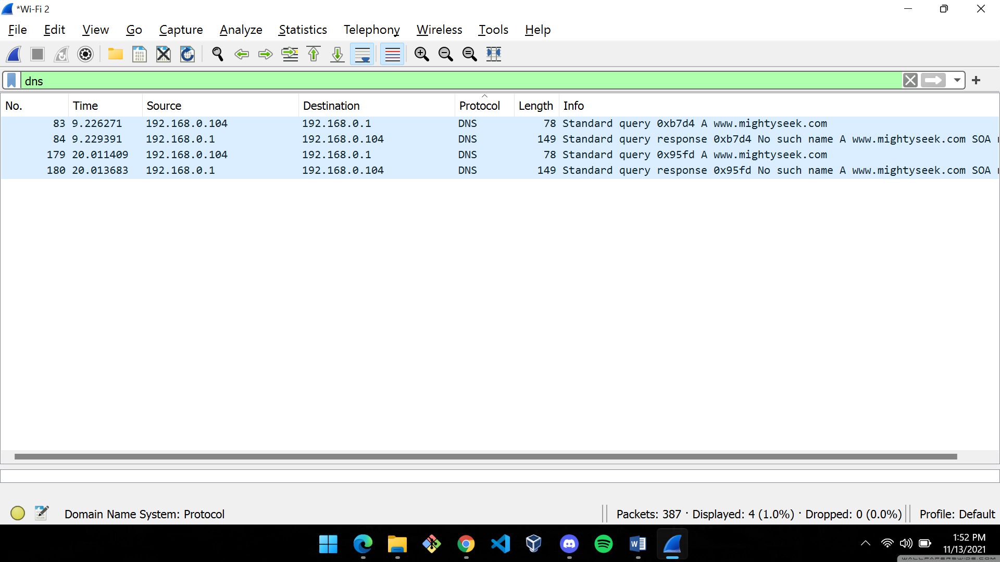 *Wi-Fi 2
File Edit View Go Capture Analyze Statistics Telephony Wireless Tools Help
dns
No. Time Source Destination Protocol Length Info
83 9.226271 192.168.0.104 192.168.0.1 DNS 78 Standard query 0xb7d4 A www.mightyseek.com
84 9.229391 192.168.0.1 192.168.0.104 DNS 149 Standard query response 0xb7d4 No such name A www.mightyseek.com SOA
179 20.011409 192.168.0.104 192.168.0.1 DNS 78 Standard query 0x95fd A www.mightyseek.com
180 20.013683 192.168.0.1 192.168.0.104 DNS 149 Standard query response 0x95fd No such name A www.mightyseek.com SOA
Domain Name System: Protocol
Packets: 387 · Displayed: 4 (1.0%) · Dropped: 0 (0.0%)
Profile: Default
1:52 PM
11/13/2021
WALLPAPERSWIDE.COM